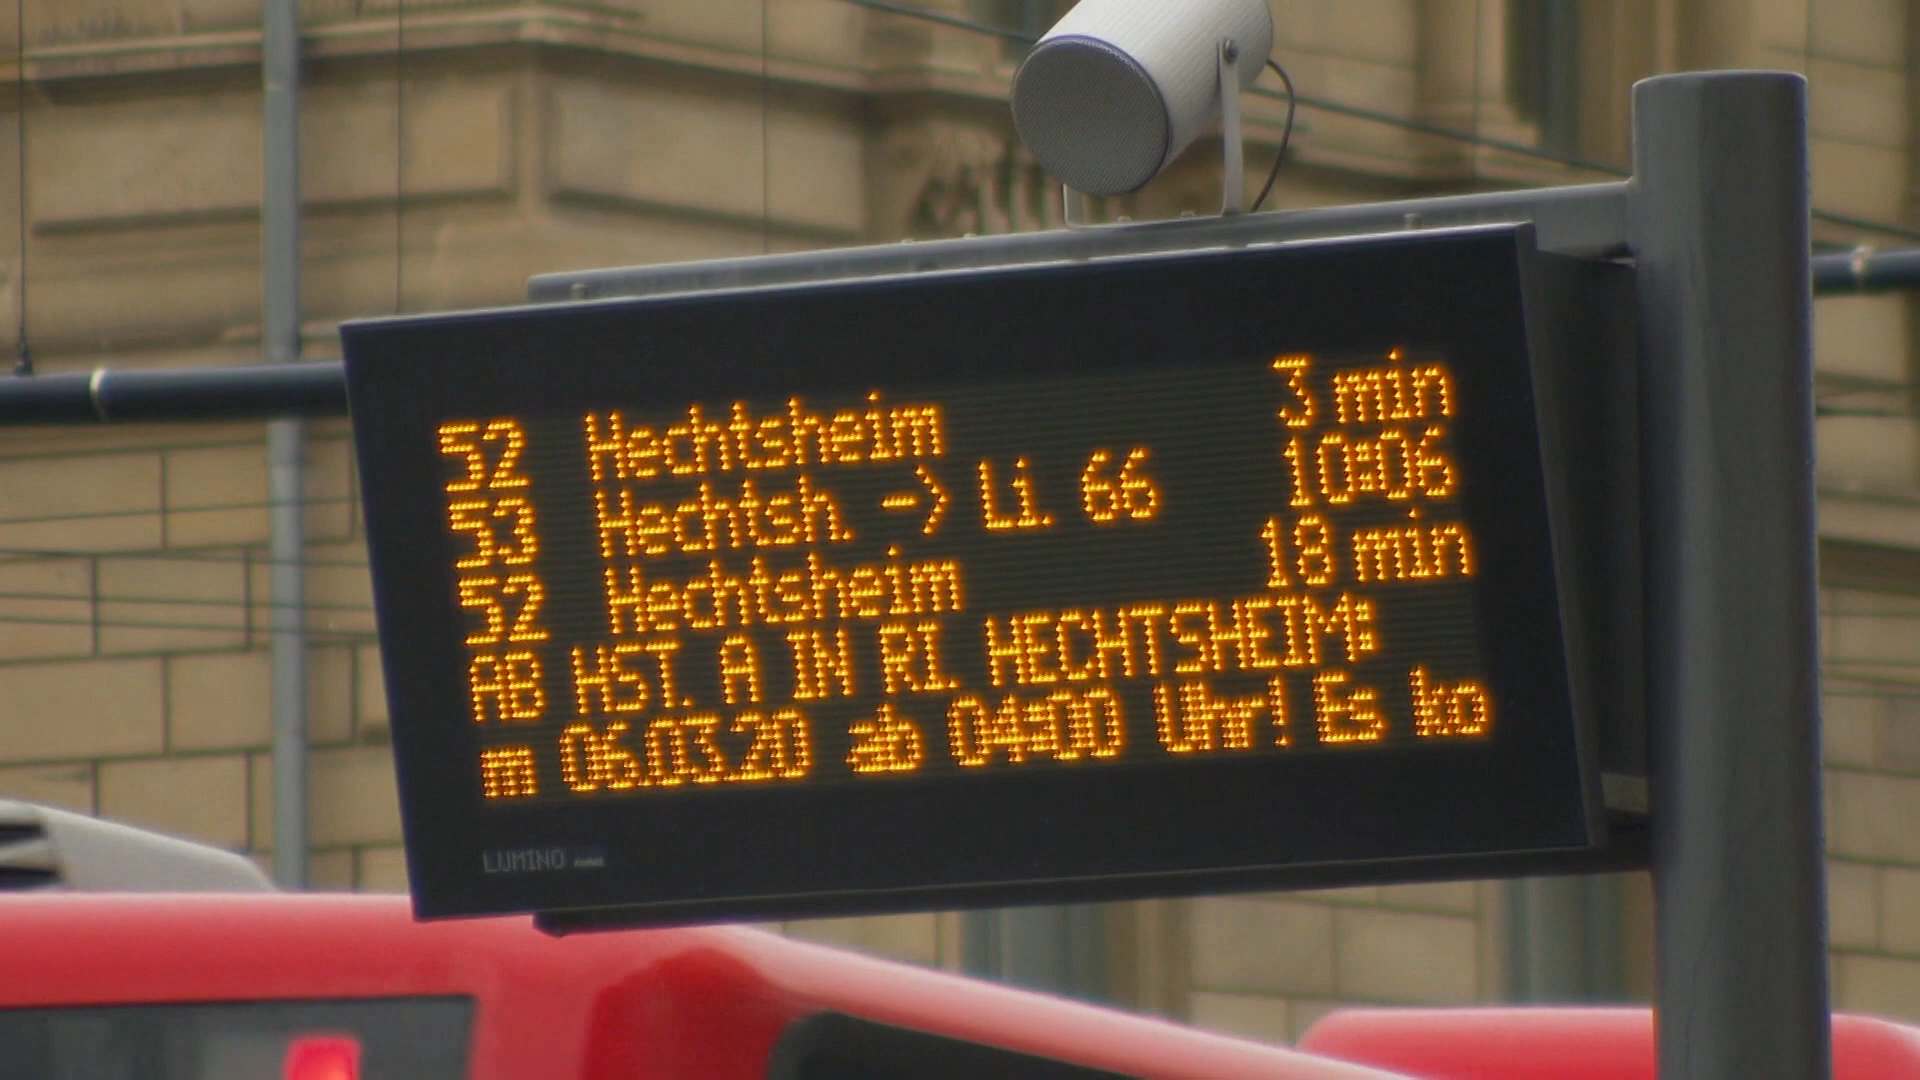 52 Hechtsheim 3 min
53 Hechtsh. -> Li. 66 10:06
52 Hechtsheim 18 min
AB HST. A IN RI. HECHTSHEIM:
m 06.03.20 ab 04:00 Uhr! Es ko
LUMINO